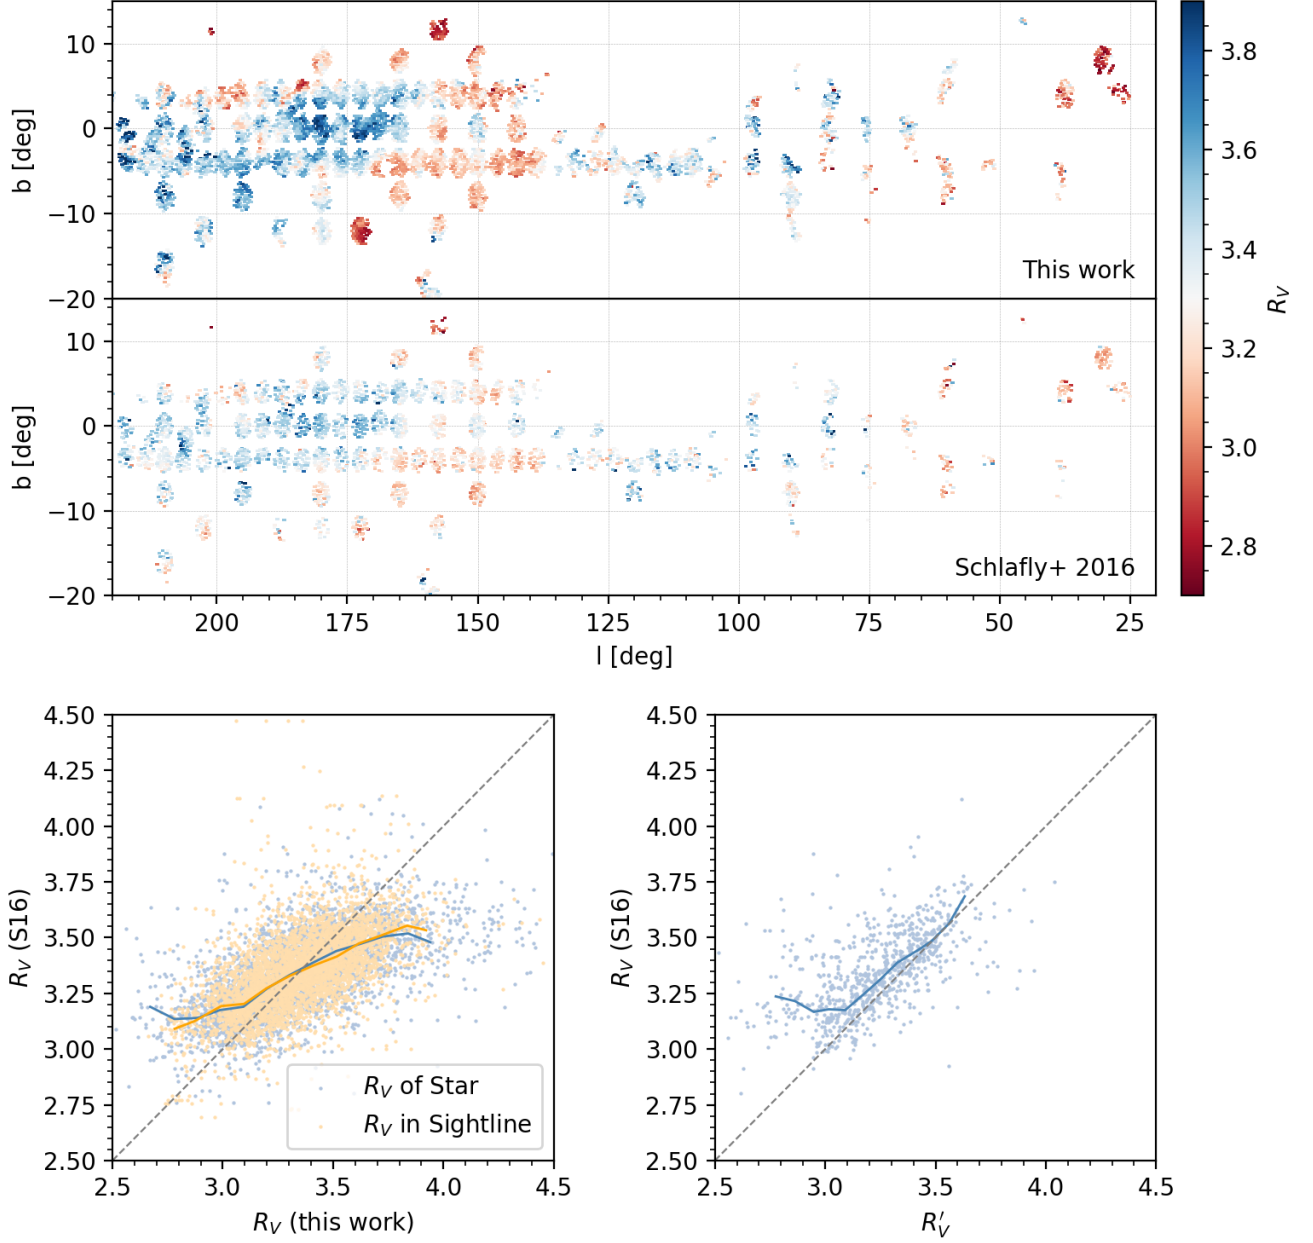 10
0
−10
−20
b [deg]
This work
10
0
−10
−20
b [deg]
Schlafly+ 2016
200 175 150 125 100 75 50 25
l [deg]
3.8
3.6
3.4
3.2
3.0
2.8
R_V
4.50
4.25
4.00
3.75
3.50
3.25
3.00
2.75
2.50
R_V (S16)
R_V of Star
R_V in Sightline
2.5 3.0 3.5 4.0 4.5
R_V (this work)
4.50
4.25
4.00
3.75
3.50
3.25
3.00
2.75
2.50
R_V (S16)
2.5 3.0 3.5 4.0 4.5
R'_V